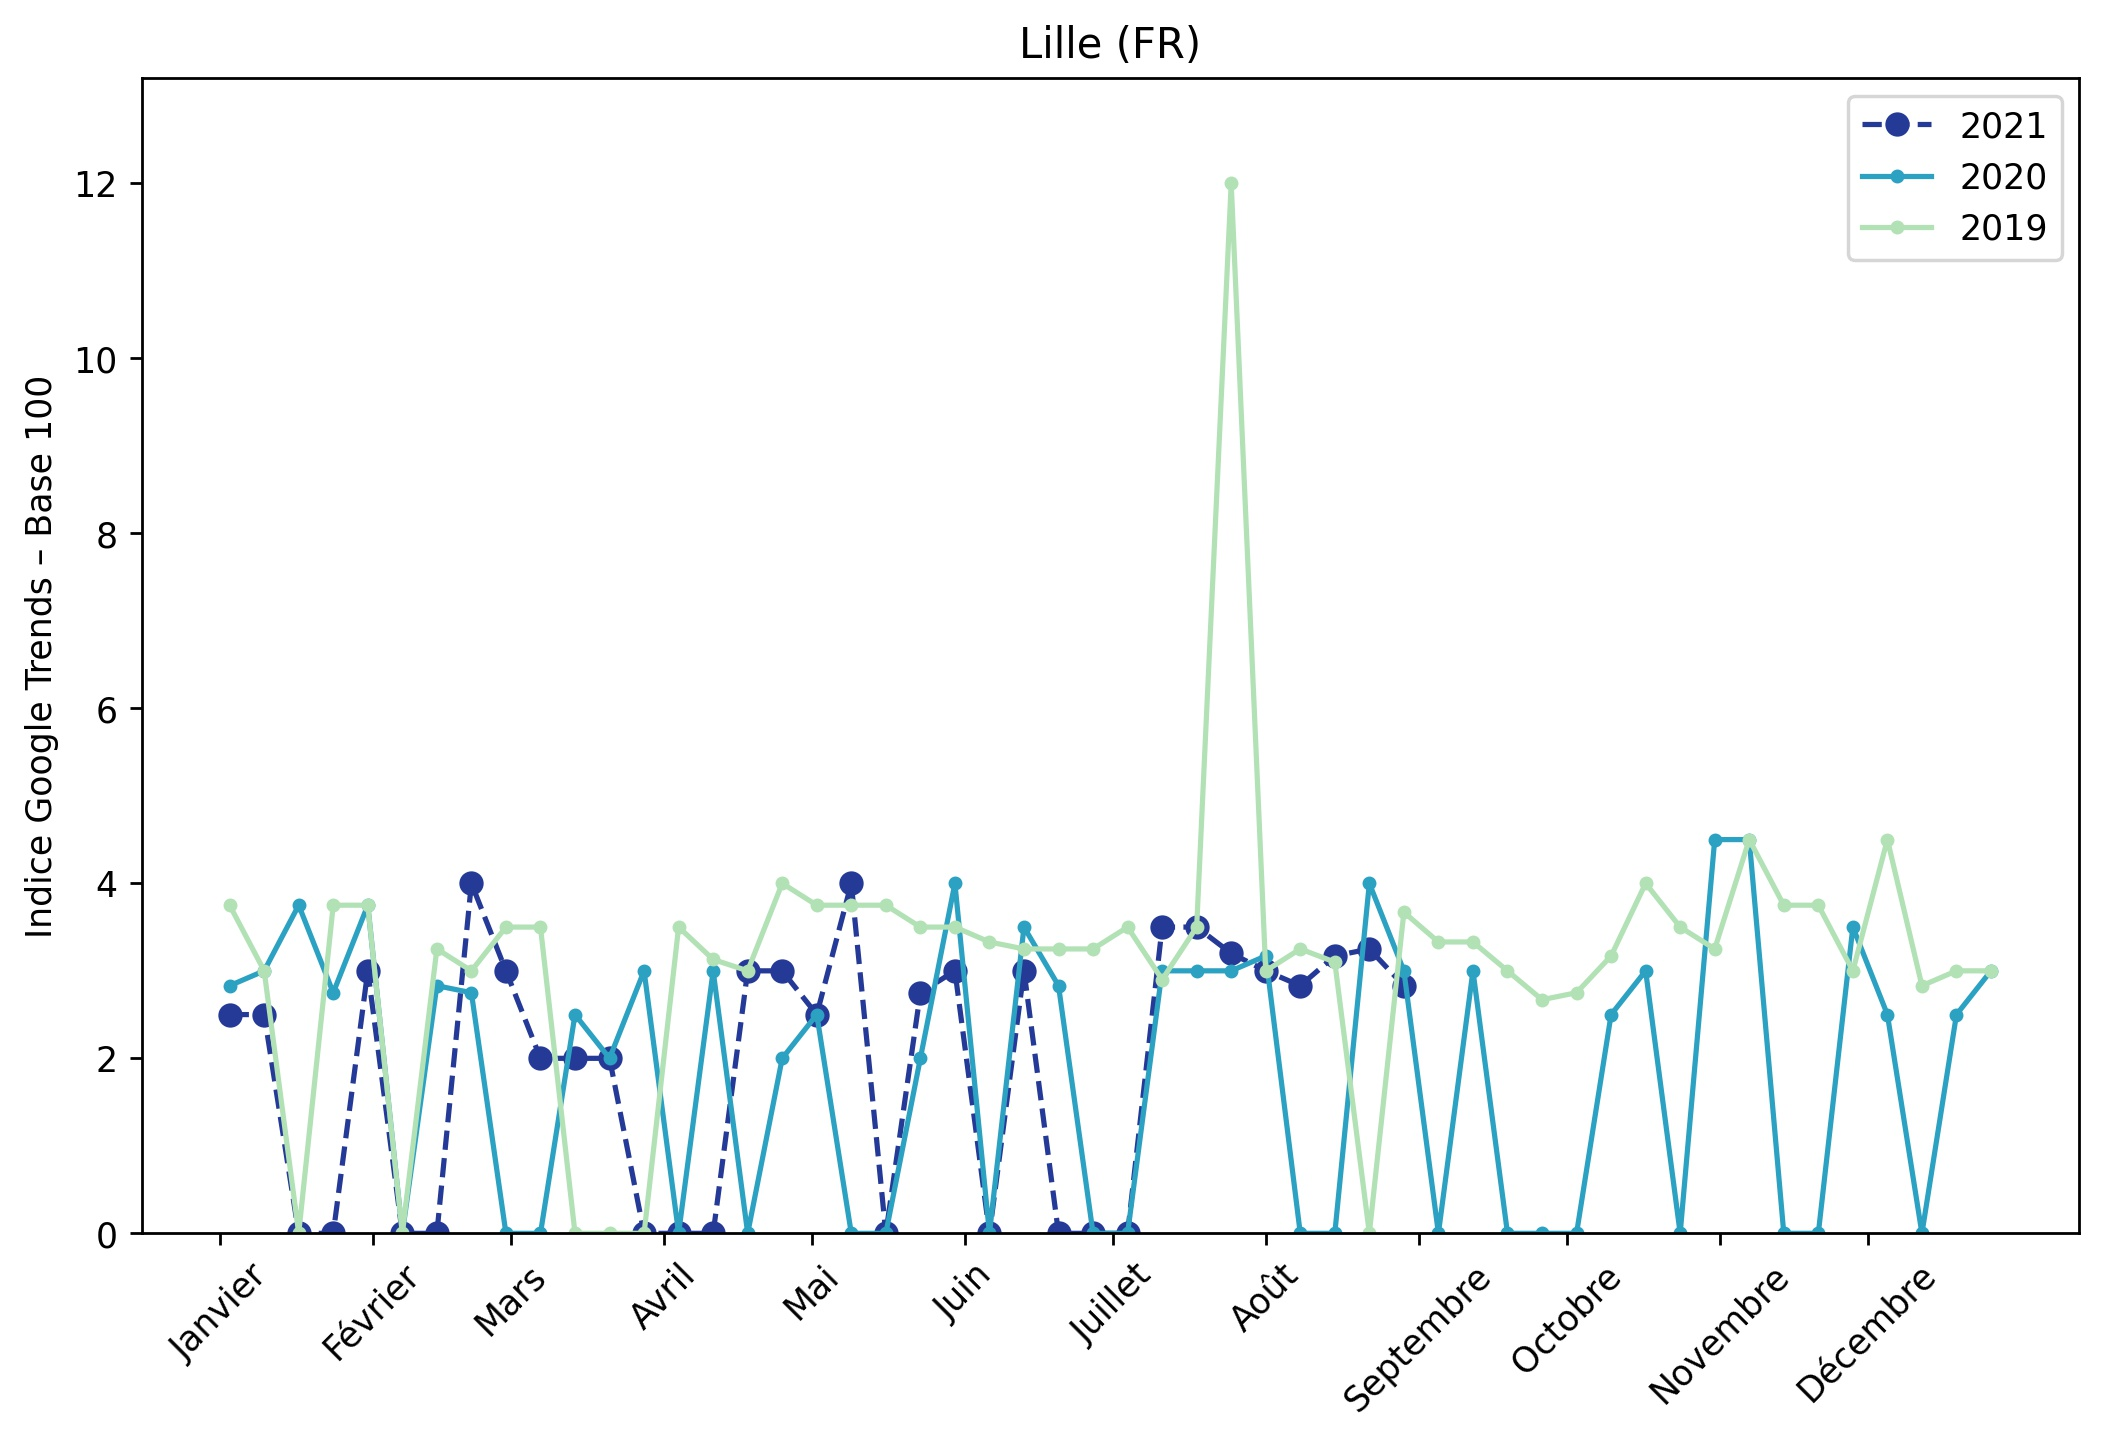 Lille (FR)
Indice Google Trends – Base 100
12
10
8
6
4
2
0
2021
2020
2019
Janvier
Février
Mars
Avril
Mai
Juin
Juillet
Août
Septembre
Octobre
Novembre
Décembre